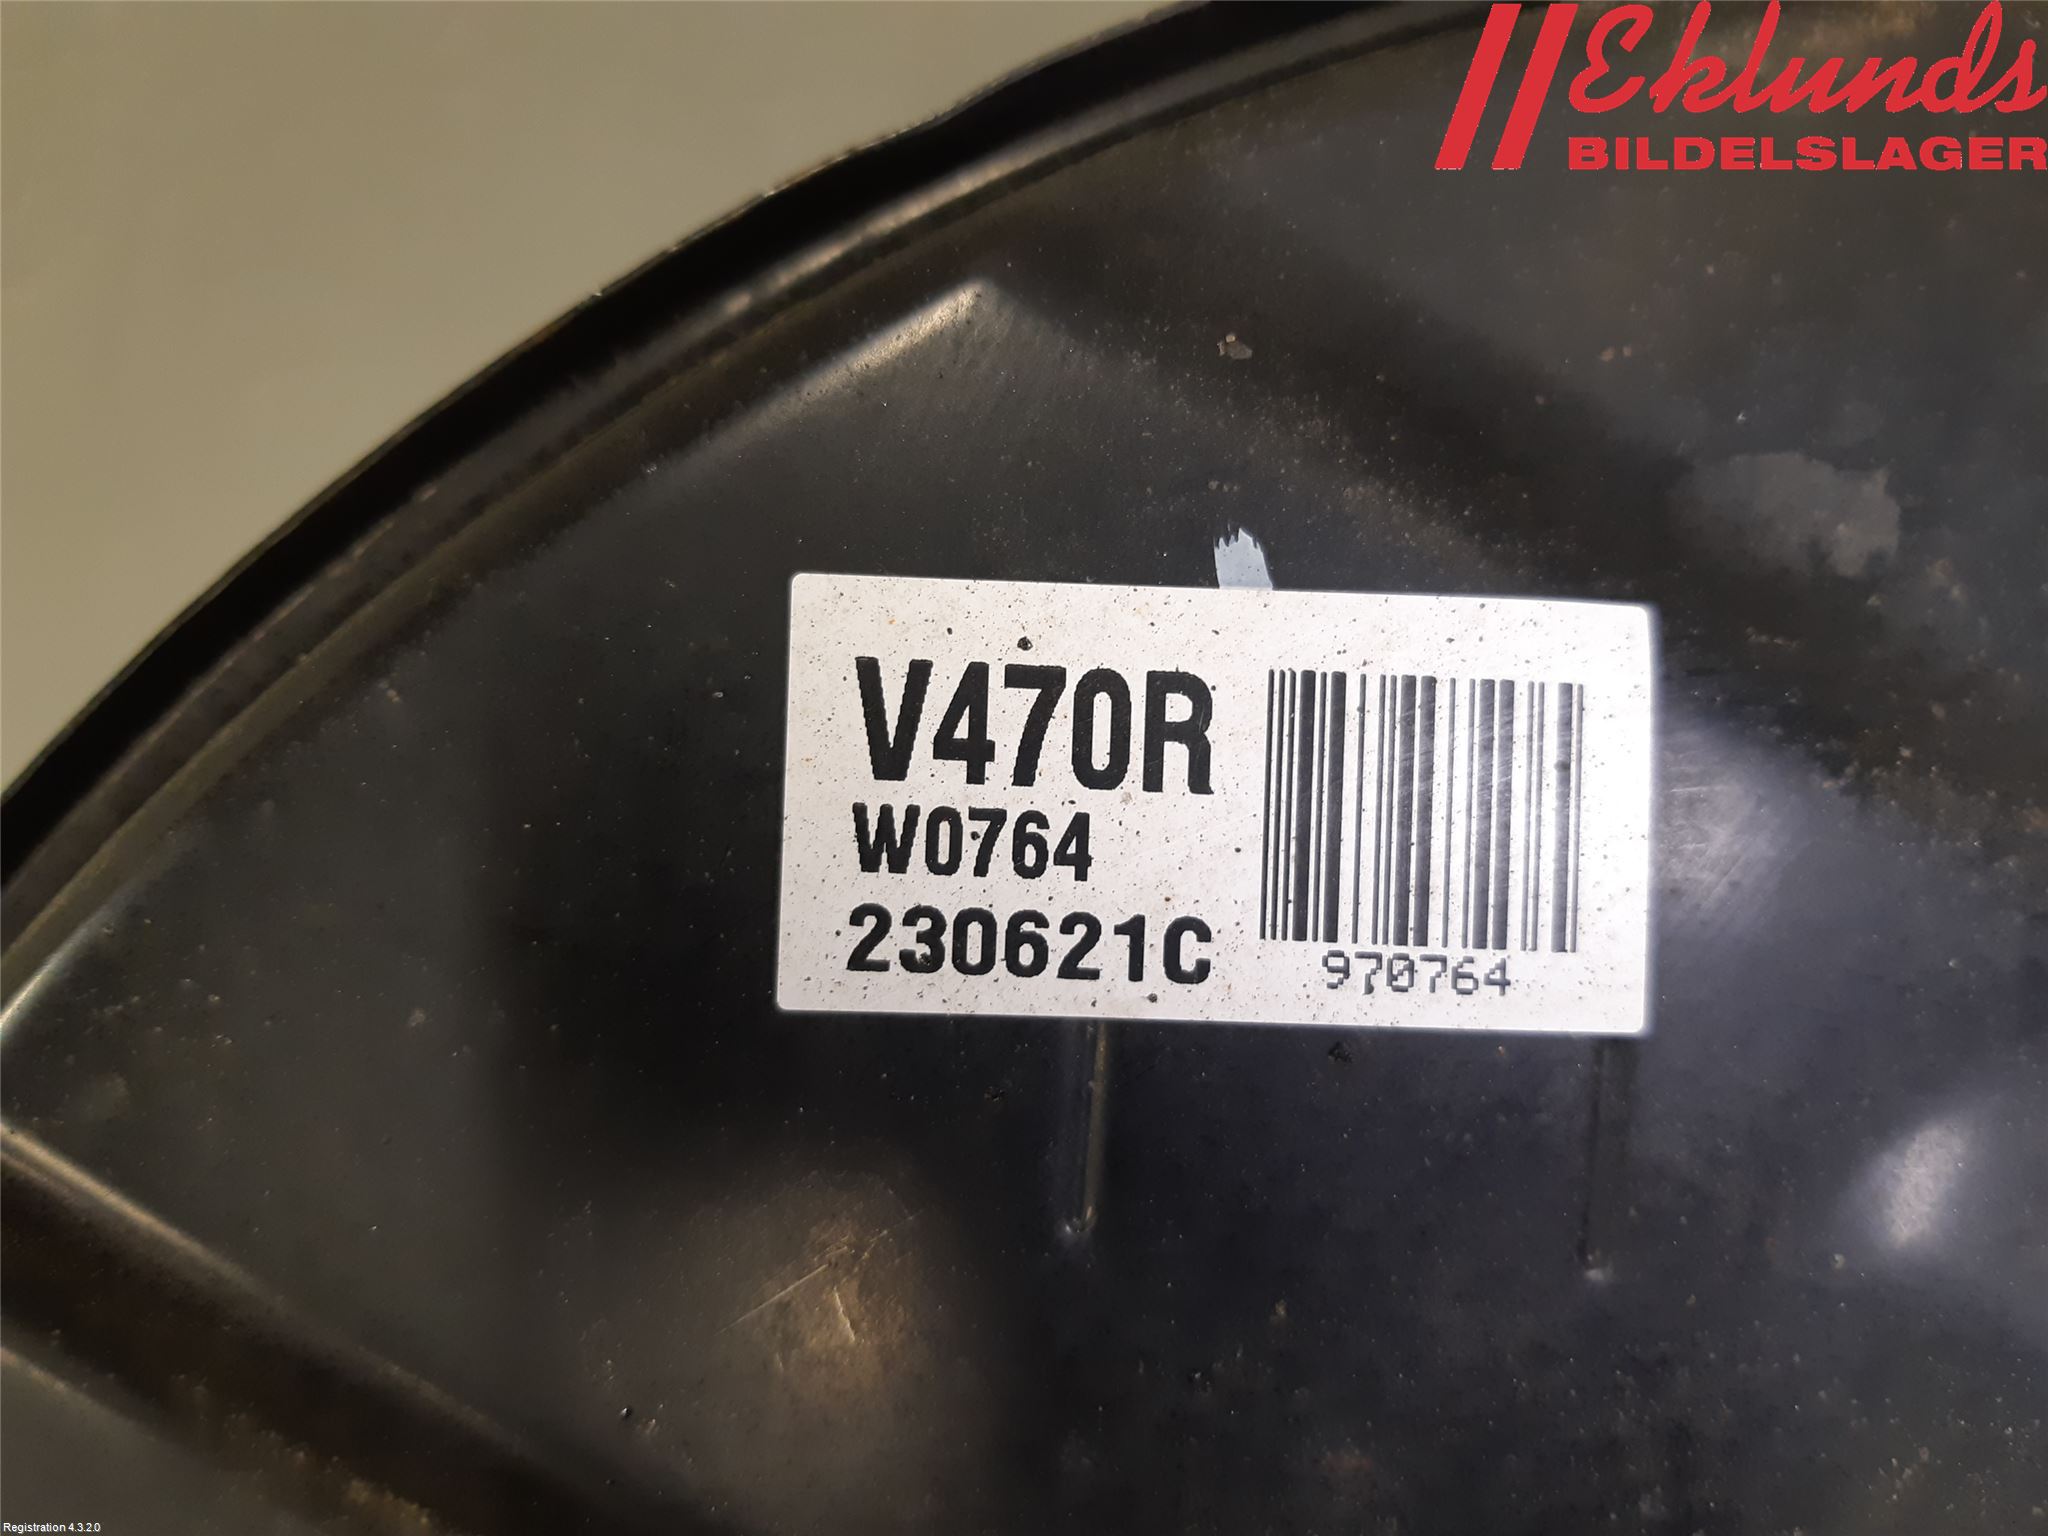 Eklunds
BILDELSLAGER
V470R
W0764
230621C
970764
Registration 4.3.2.0